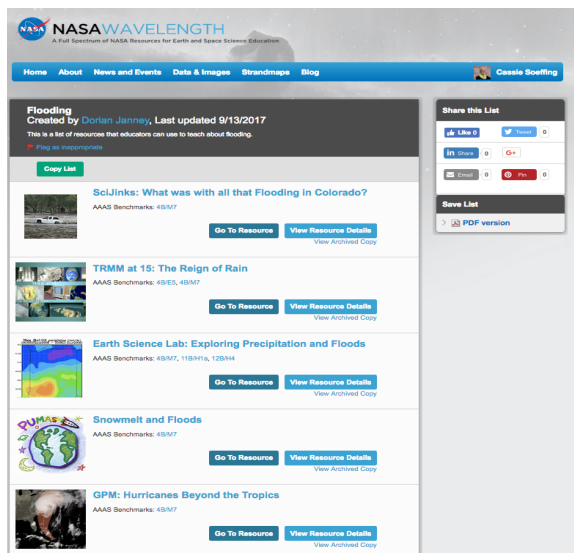 NASA
NASAWAVELENGTH
A Full Spectrum of NASA Resources for Earth and Space Science Education
Home About News and Events Data & Images Strandmaps Blog Cassie Soeffing
Flooding
Created by Dorian Janney, Last updated 9/13/2017
This is a list of resources that educators can use to teach about flooding.
Flag as inappropriate
Copy List
SciJinks: What was with all that Flooding in Colorado?
AAAS Benchmarks: 4B/M7
Go To Resource View Resource Details
View Archived Copy
TRMM at 15: The Reign of Rain
AAAS Benchmarks: 4B/E5, 4B/M7
Go To Resource View Resource Details
View Archived Copy
Earth Science Lab: Exploring Precipitation and Floods
AAAS Benchmarks: 4B/M7, 11B/H1a, 12B/H4
Go To Resource View Resource Details
View Archived Copy
PUMAS
Snowmelt and Floods
AAAS Benchmarks: 4B/M7
Go To Resource View Resource Details
View Archived Copy
GPM: Hurricanes Beyond the Tropics
AAAS Benchmarks: 4B/M7
Go To Resource View Resource Details
View Archived Copy
Share this List
Like 0 Tweet 0
in Share 0 G+
Email 0 Pin 0
Save List
PDF version